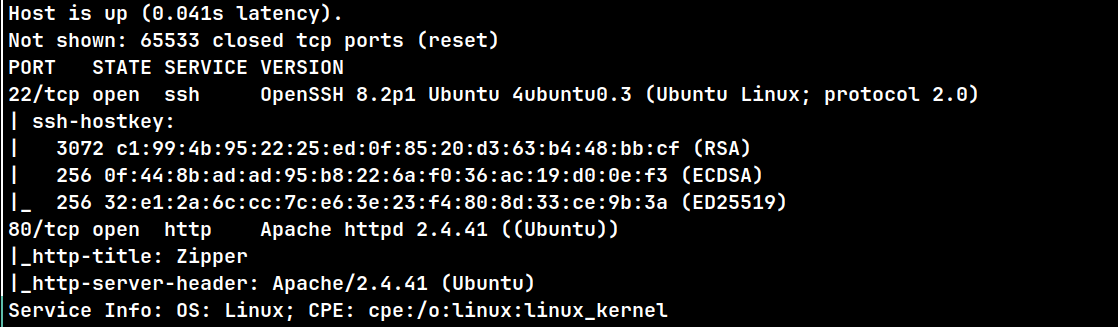 Host is up (0.041s latency).
Not shown: 65533 closed tcp ports (reset)
PORT   STATE SERVICE VERSION
22/tcp open  ssh     OpenSSH 8.2p1 Ubuntu 4ubuntu0.3 (Ubuntu Linux; protocol 2.0)
| ssh-hostkey:
|   3072 c1:99:4b:95:22:25:ed:0f:85:20:d3:63:b4:48:bb:cf (RSA)
|   256 0f:44:8b:ad:ad:95:b8:22:6a:f0:36:ac:19:d0:0e:f3 (ECDSA)
|_  256 32:e1:2a:6c:cc:7c:e6:3e:23:f4:80:8d:33:ce:9b:3a (ED25519)
80/tcp open  http    Apache httpd 2.4.41 ((Ubuntu))
|_http-title: Zipper
|_http-server-header: Apache/2.4.41 (Ubuntu)
Service Info: OS: Linux; CPE: cpe:/o:linux:linux_kernel